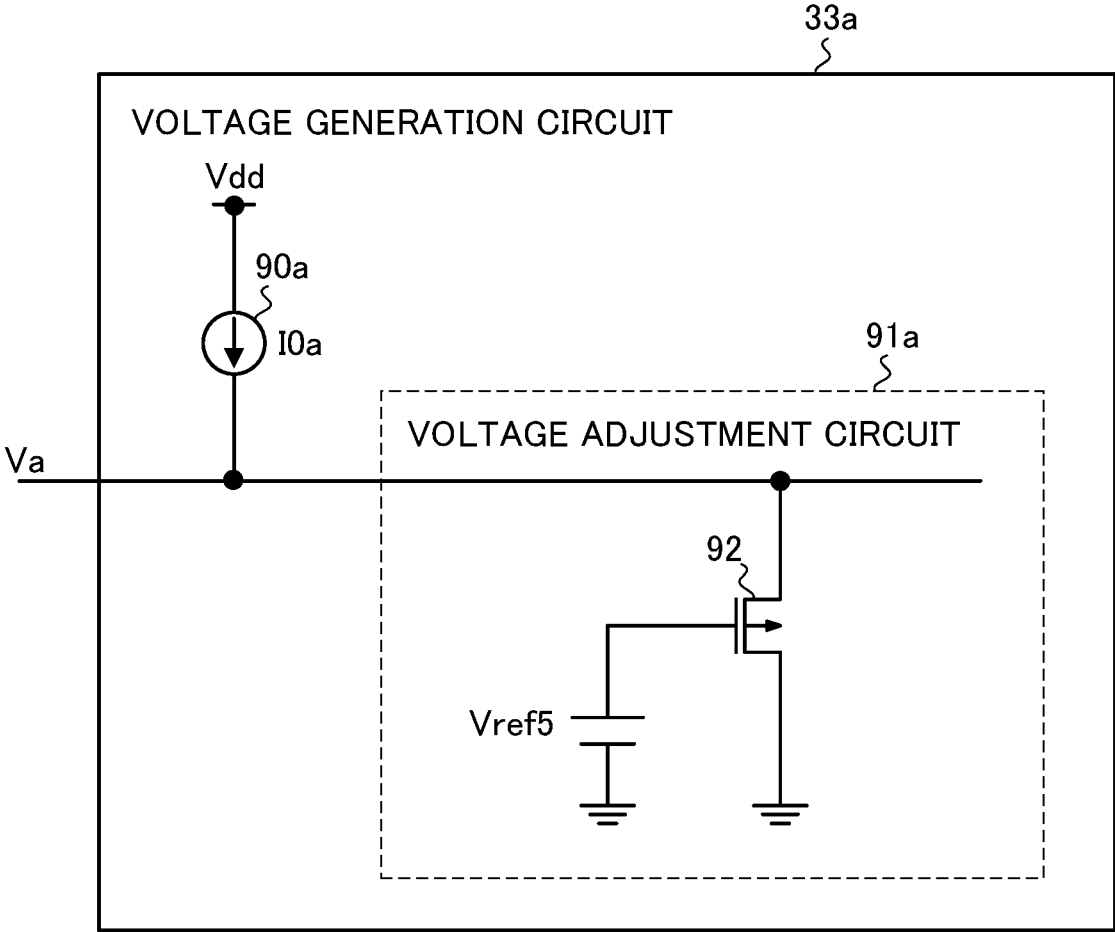 33a
VOLTAGE GENERATION CIRCUIT
Vdd
90a
I0a
91a
VOLTAGE ADJUSTMENT CIRCUIT
Va
92
Vref5